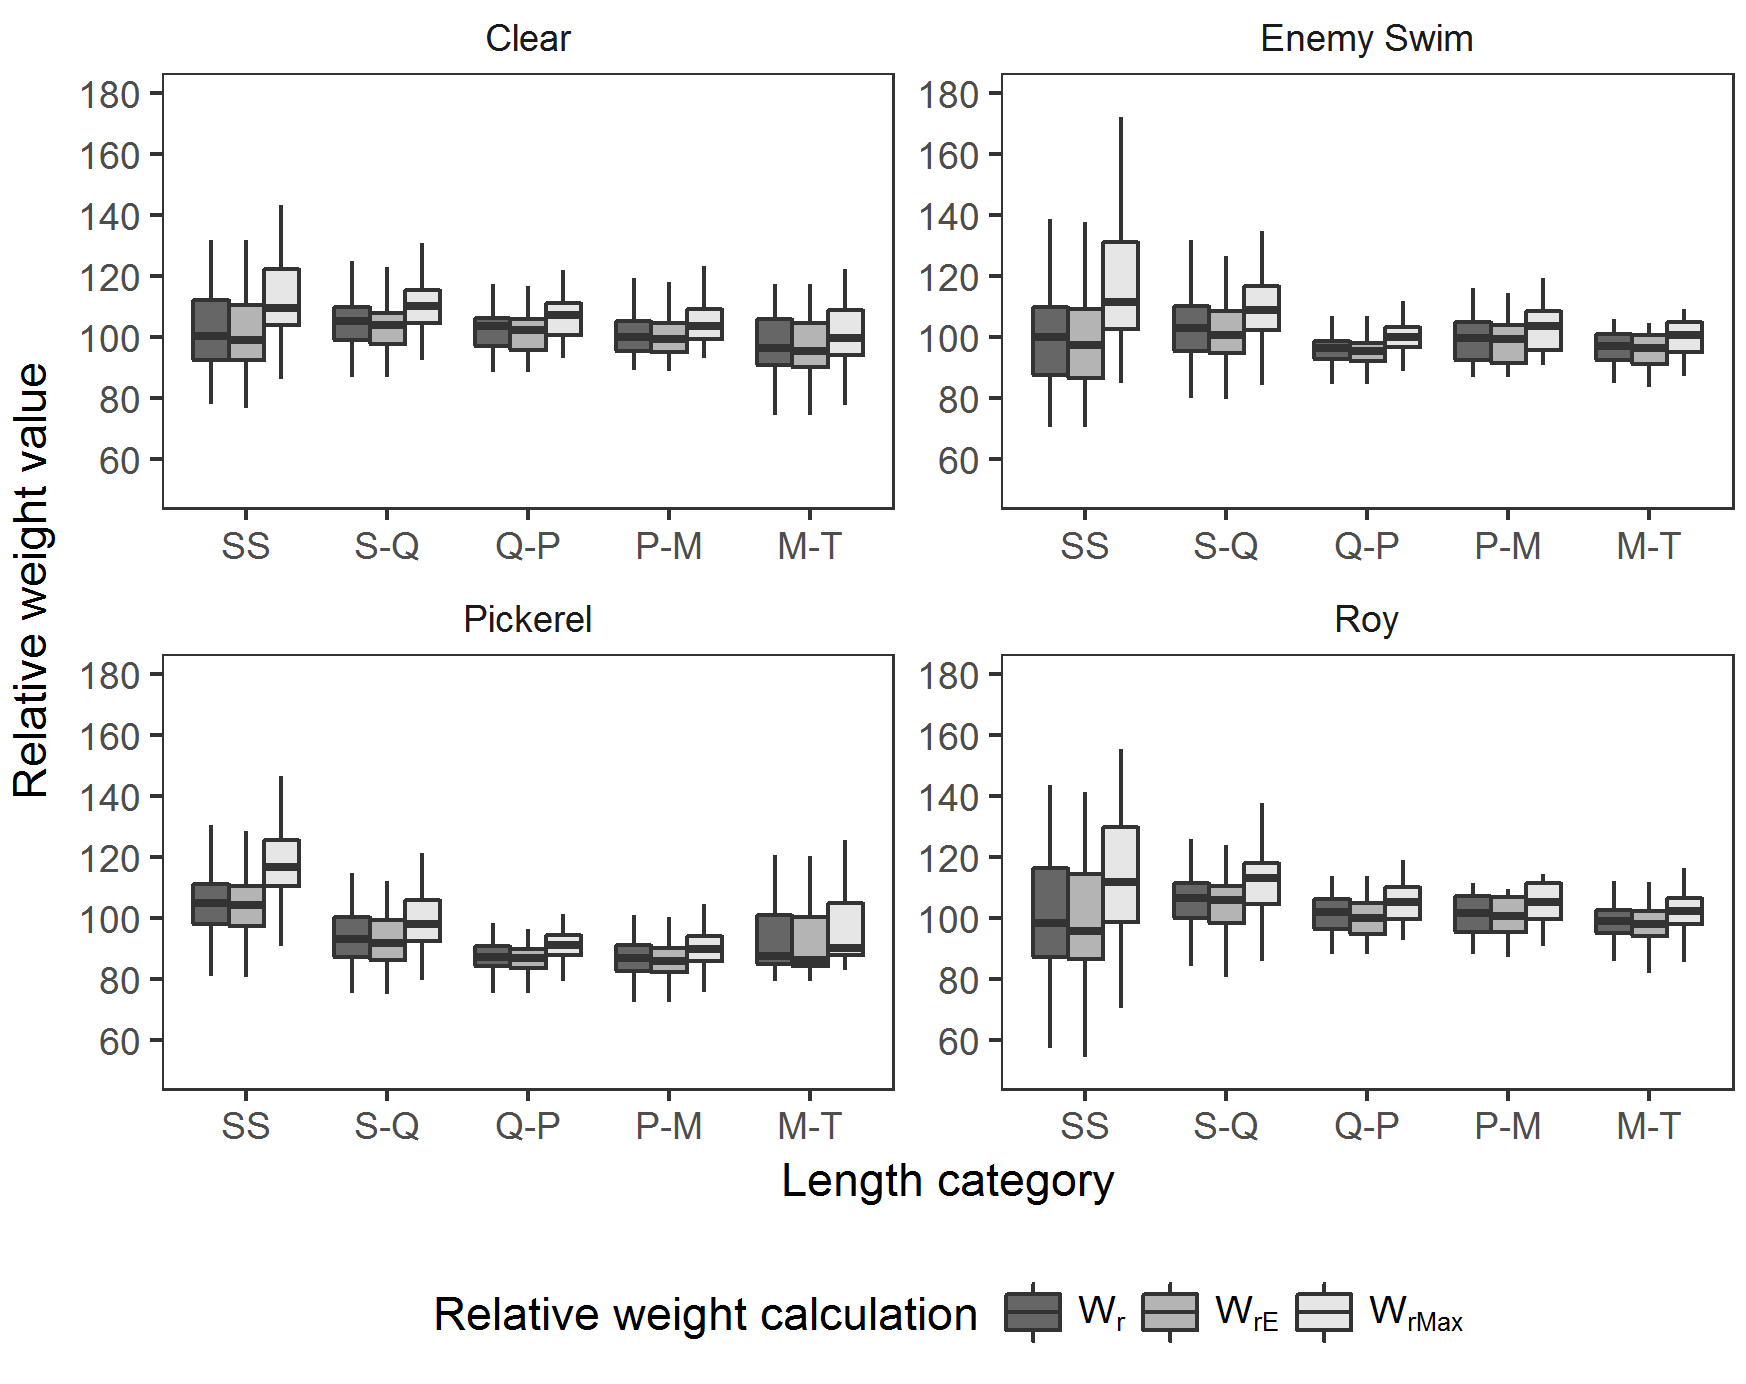 Clear
Enemy Swim
180
160
140
120
100
80
60
180
160
140
120
100
80
60
SS S-Q Q-P P-M M-T
SS S-Q Q-P P-M M-T
Relative weight value
Pickerel
Roy
180
160
140
120
100
80
60
180
160
140
120
100
80
60
SS S-Q Q-P P-M M-T
SS S-Q Q-P P-M M-T
Length category
Relative weight calculation Wr WrE WrMax